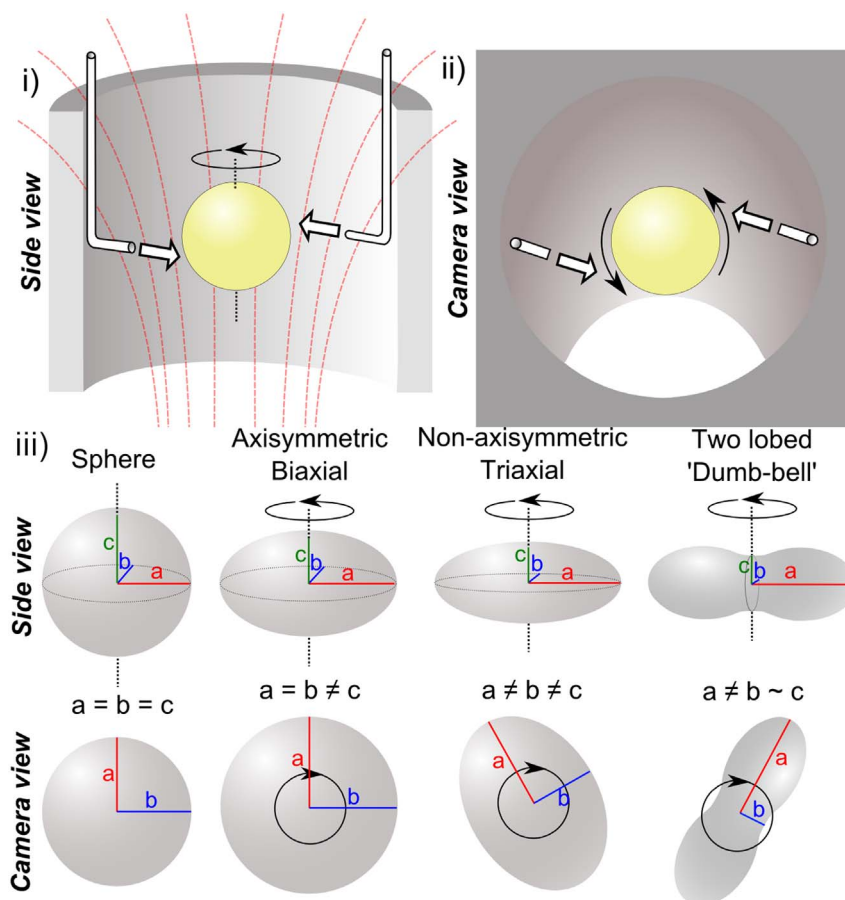 i)
Side view
ii)
Camera view
iii)
Sphere
Axisymmetric
Biaxial
Non-axisymmetric
Triaxial
Two lobed
'Dumb-bell'
Side view
c
b
a
c
b
a
c
b
a
c
b
a
a = b = c
a = b ≠ c
a ≠ b ≠ c
a ≠ b ~ c
Camera view
a
b
a
b
a
b
a
b